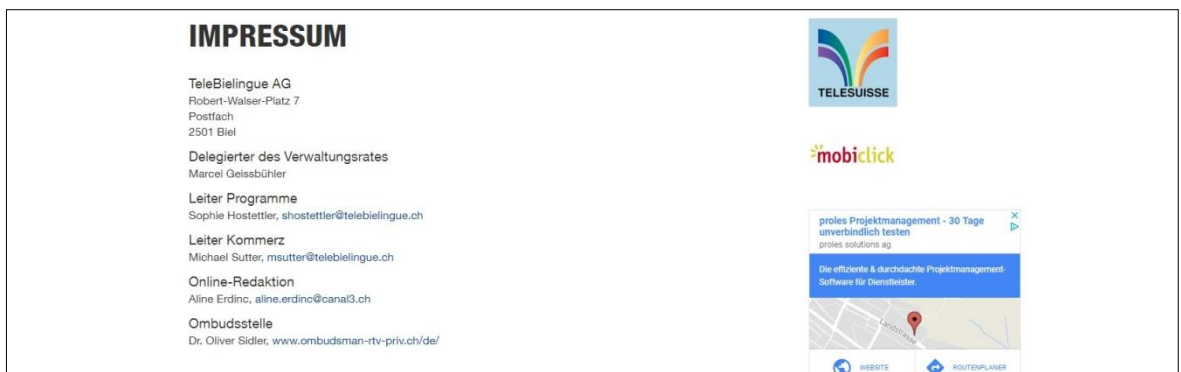 IMPRESSUM
TeleBielingue AG
Robert-Walser-Platz 7
Postfach
2501 Biel
Delegierter des Verwaltungsrates
Marcel Geissbühler
Leiter Programme
Sophie Hostettler, shostettler@telebielingue.ch
Leiter Kommerz
Michael Sutter, msutter@telebielingue.ch
Online-Redaktion
Aline Erdinc, aline.erdinc@canal3.ch
Ombudsstelle
Dr. Oliver Sidler, www.ombudsman-rtv-priv.ch/de/
TELESUISSE
mobiclick
proles Projektmanagement - 30 Tage
unverbindlich testen
proles solutions ag
Die effiziente & durchdachte Projektmanagement-
Software für Dienstleister.
Landstrasse
WEBSITE
ROUTENPLANER